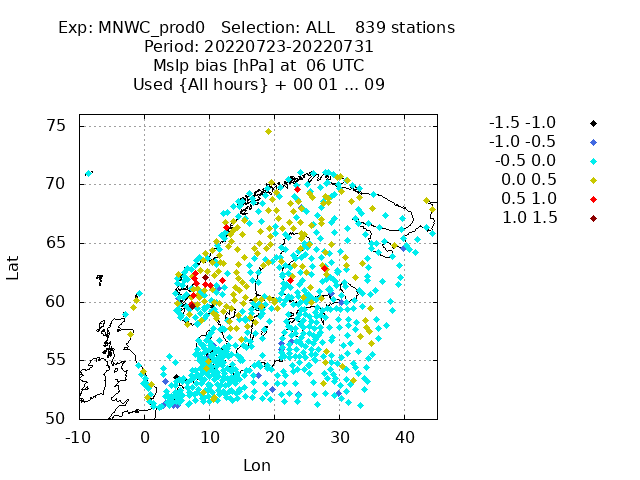 Exp: MNWC_prod0   Selection: ALL    839 stations
Period: 20220723-20220731
Mslp bias [hPa] at  06 UTC
Used {All hours} + 00 01 ... 09
-1.5 -1.0
-1.0 -0.5
-0.5 0.0
0.0 0.5
0.5 1.0
1.0 1.5
Lat
75
70
65
60
55
50
-10 0 10 20 30 40
Lon